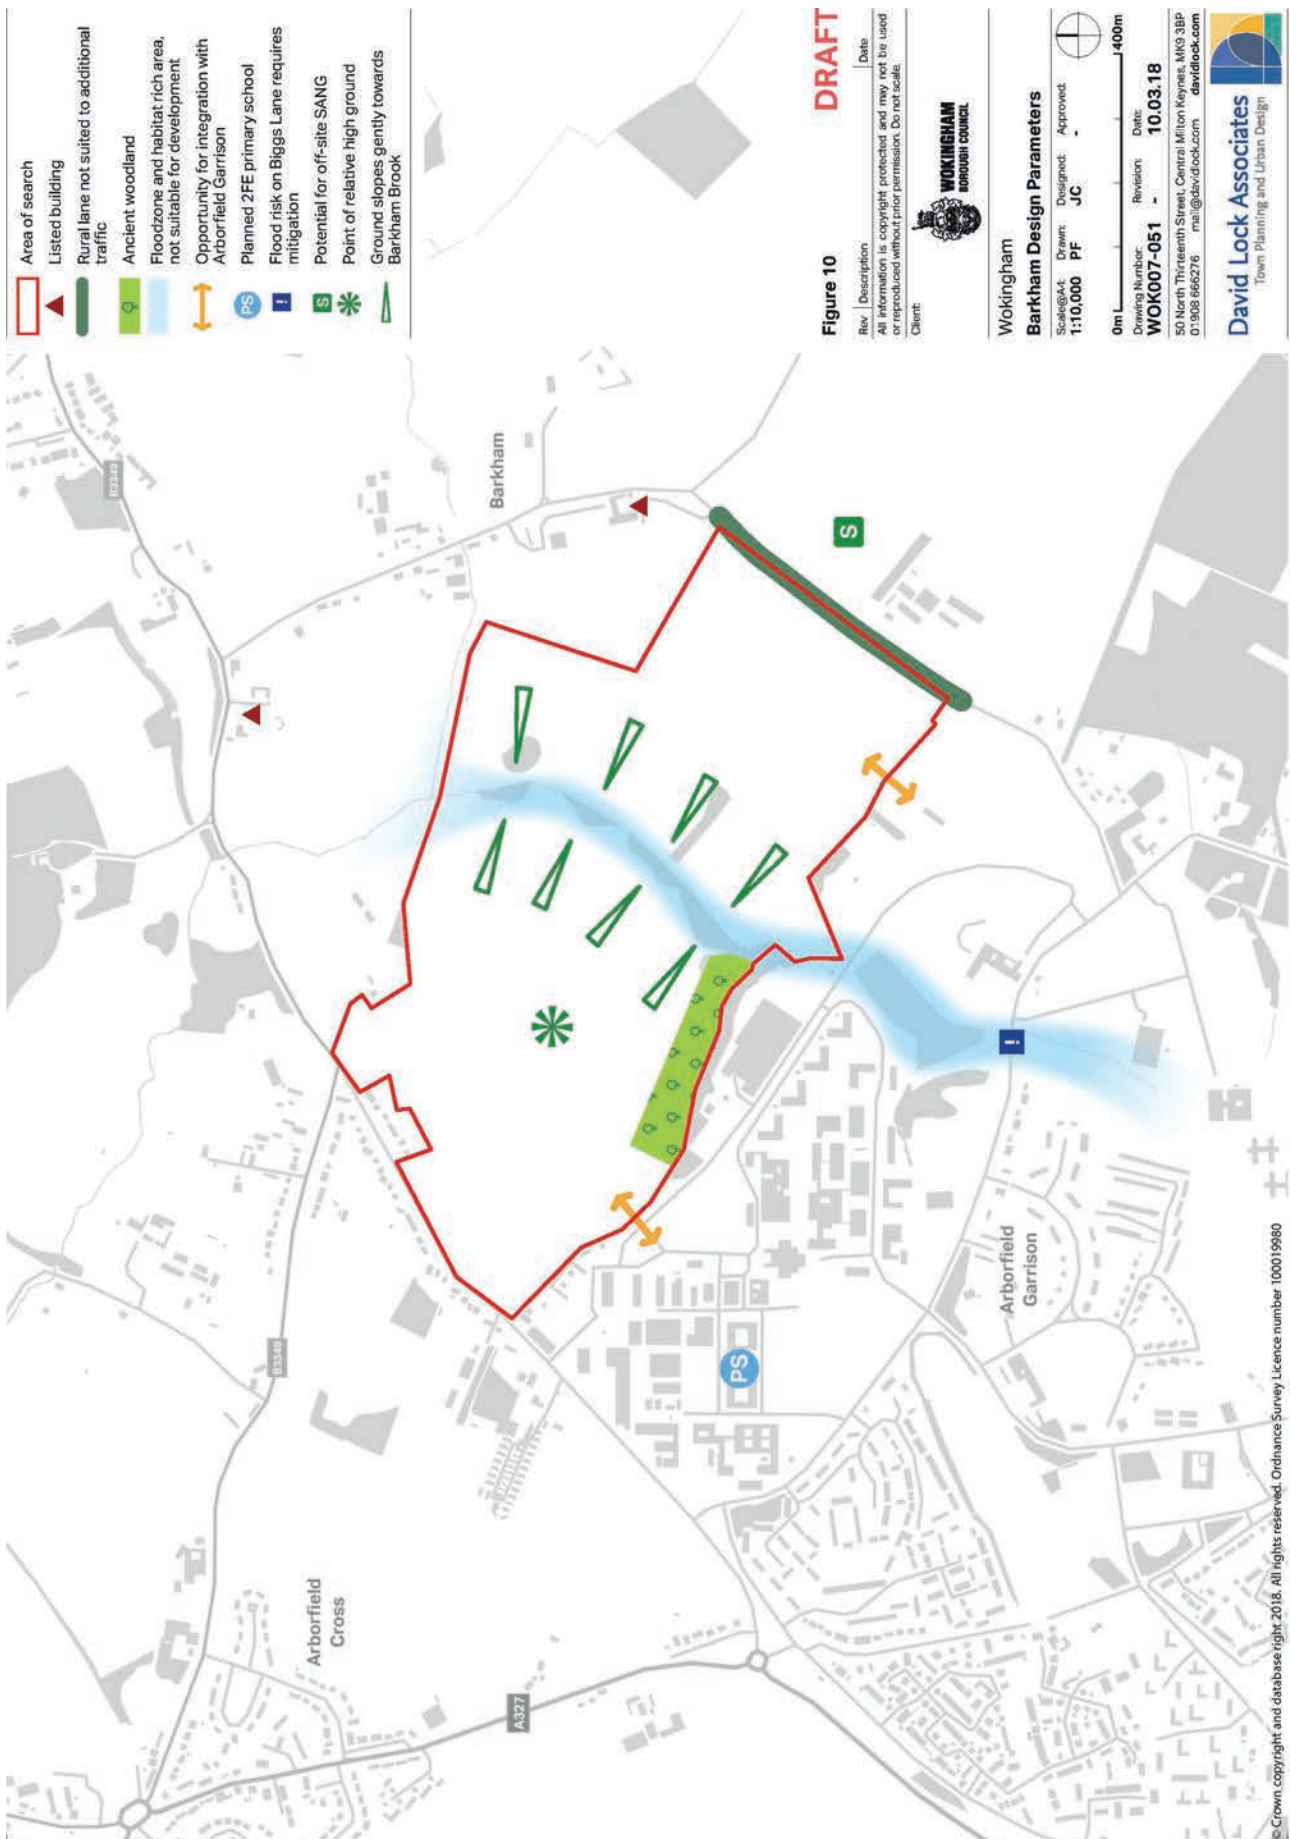 Area of search
Listed building
Rural lane not suited to additional
traffic
Ancient woodland
Floodzone and habitat rich area,
not suitable for development
Opportunity for integration with
Arborfield Garrison
PS
Planned 2FE primary school
!
Flood risk on Biggs Lane requires
mitigation
S
Potential for off-site SANG
Point of relative high ground
Ground slopes gently towards
Barkham Brook
DRAFT
Figure 10
Rev Description Date
All information is copyright protected and may not be used
or reproduced without prior permission. Do not scale.
Client:
WOKINGHAM
BOROUGH COUNCIL
Wokingham
Barkham Design Parameters
Scale@A4: Drawn: Designed: Approved:
1:10,000 PF JC -
0m 400m
Drawing Number: Revision: Date:
WOK007-051 - 10.03.18
50 North Thirteenth Street, Central Milton Keynes, MK9 3BP
01908 666276 mail@davidlock.com davidlock.com
David Lock Associates
Town Planning and Urban Design
B3349
Barkham
S
!
B3349
PS
Arborfield
Garrison
Arborfield
Cross
A327
© Crown copyright and database right 2018. All rights reserved. Ordnance Survey Licence number 100019980